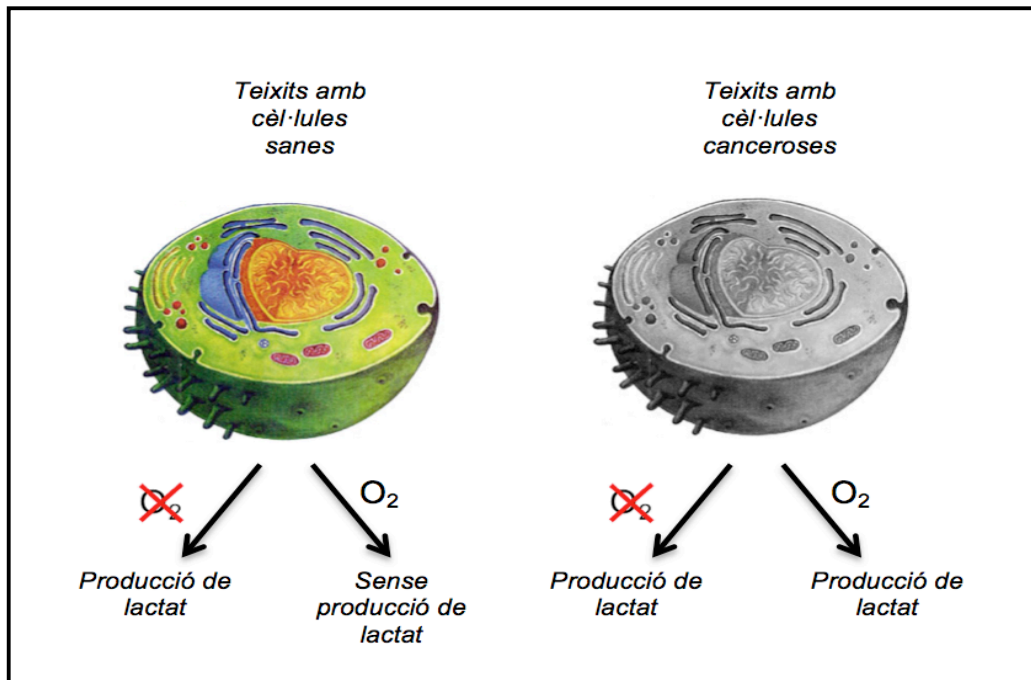 Teixits amb
cèl·lules
sanes
Teixits amb
cèl·lules
canceroses
O₂
O₂
O₂
O₂
Producció de
lactat
Sense
producció de
lactat
Producció de
lactat
Producció de
lactat